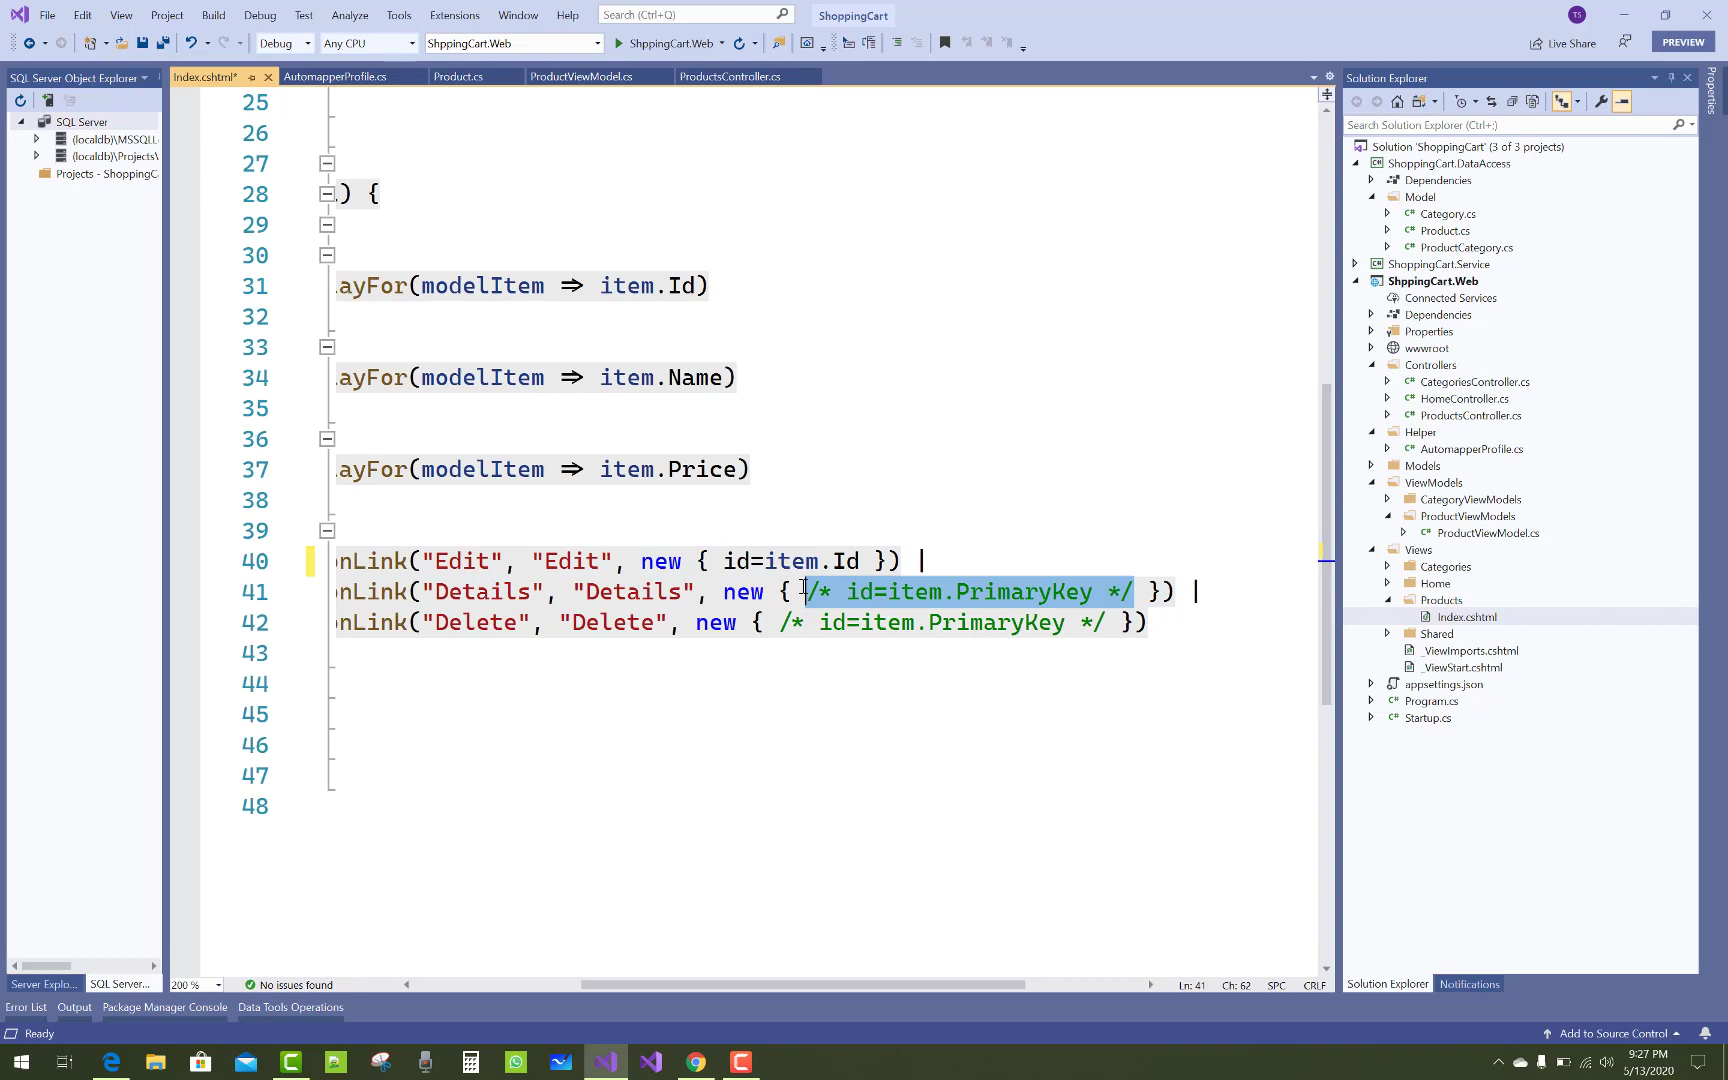 File Edit View Project Build Debug Test Analyze Tools Extensions Window Help Search (Ctrl+Q) ShoppingCart TS
Debug Any CPU ShppingCart.Web ShppingCart.Web Live Share PREVIEW
SQL Server Object Explorer
SQL Server
(localdb)\MSSQLL
(localdb)\Projects\
Projects - ShoppingCa
Server Explo... SQL Server...
Index.cshtml* AutomapperProfile.cs Product.cs ProductViewModel.cs ProductsController.cs
25
26
27
28 .) {
29
30
31 layFor(modelItem => item.Id)
32
33
34 layFor(modelItem => item.Name)
35
36
37 layFor(modelItem => item.Price)
38
39
40 onLink("Edit", "Edit", new { id=item.Id }) |
41 onLink("Details", "Details", new { /* id=item.PrimaryKey */ }) |
42 onLink("Delete", "Delete", new { /* id=item.PrimaryKey */ })
43
44
45
46
47
48
200 % No issues found Ln: 41 Ch: 62 SPC CRLF
Solution Explorer
Search Solution Explorer (Ctrl+;)
Solution 'ShoppingCart' (3 of 3 projects)
ShoppingCart.DataAccess
Dependencies
Model
Category.cs
Product.cs
ProductCategory.cs
ShoppingCart.Service
ShppingCart.Web
Connected Services
Dependencies
Properties
wwwroot
Controllers
CategoriesController.cs
HomeController.cs
ProductsController.cs
Helper
AutomapperProfile.cs
Models
ViewModels
CategoryViewModels
ProductViewModels
ProductViewModel.cs
Views
Categories
Home
Products
Index.cshtml
Shared
_ViewImports.cshtml
_ViewStart.cshtml
appsettings.json
Program.cs
Startup.cs
Solution Explorer Notifications
Properties
Error List Output Package Manager Console Data Tools Operations
Ready Add to Source Control
9:27 PM
5/13/2020